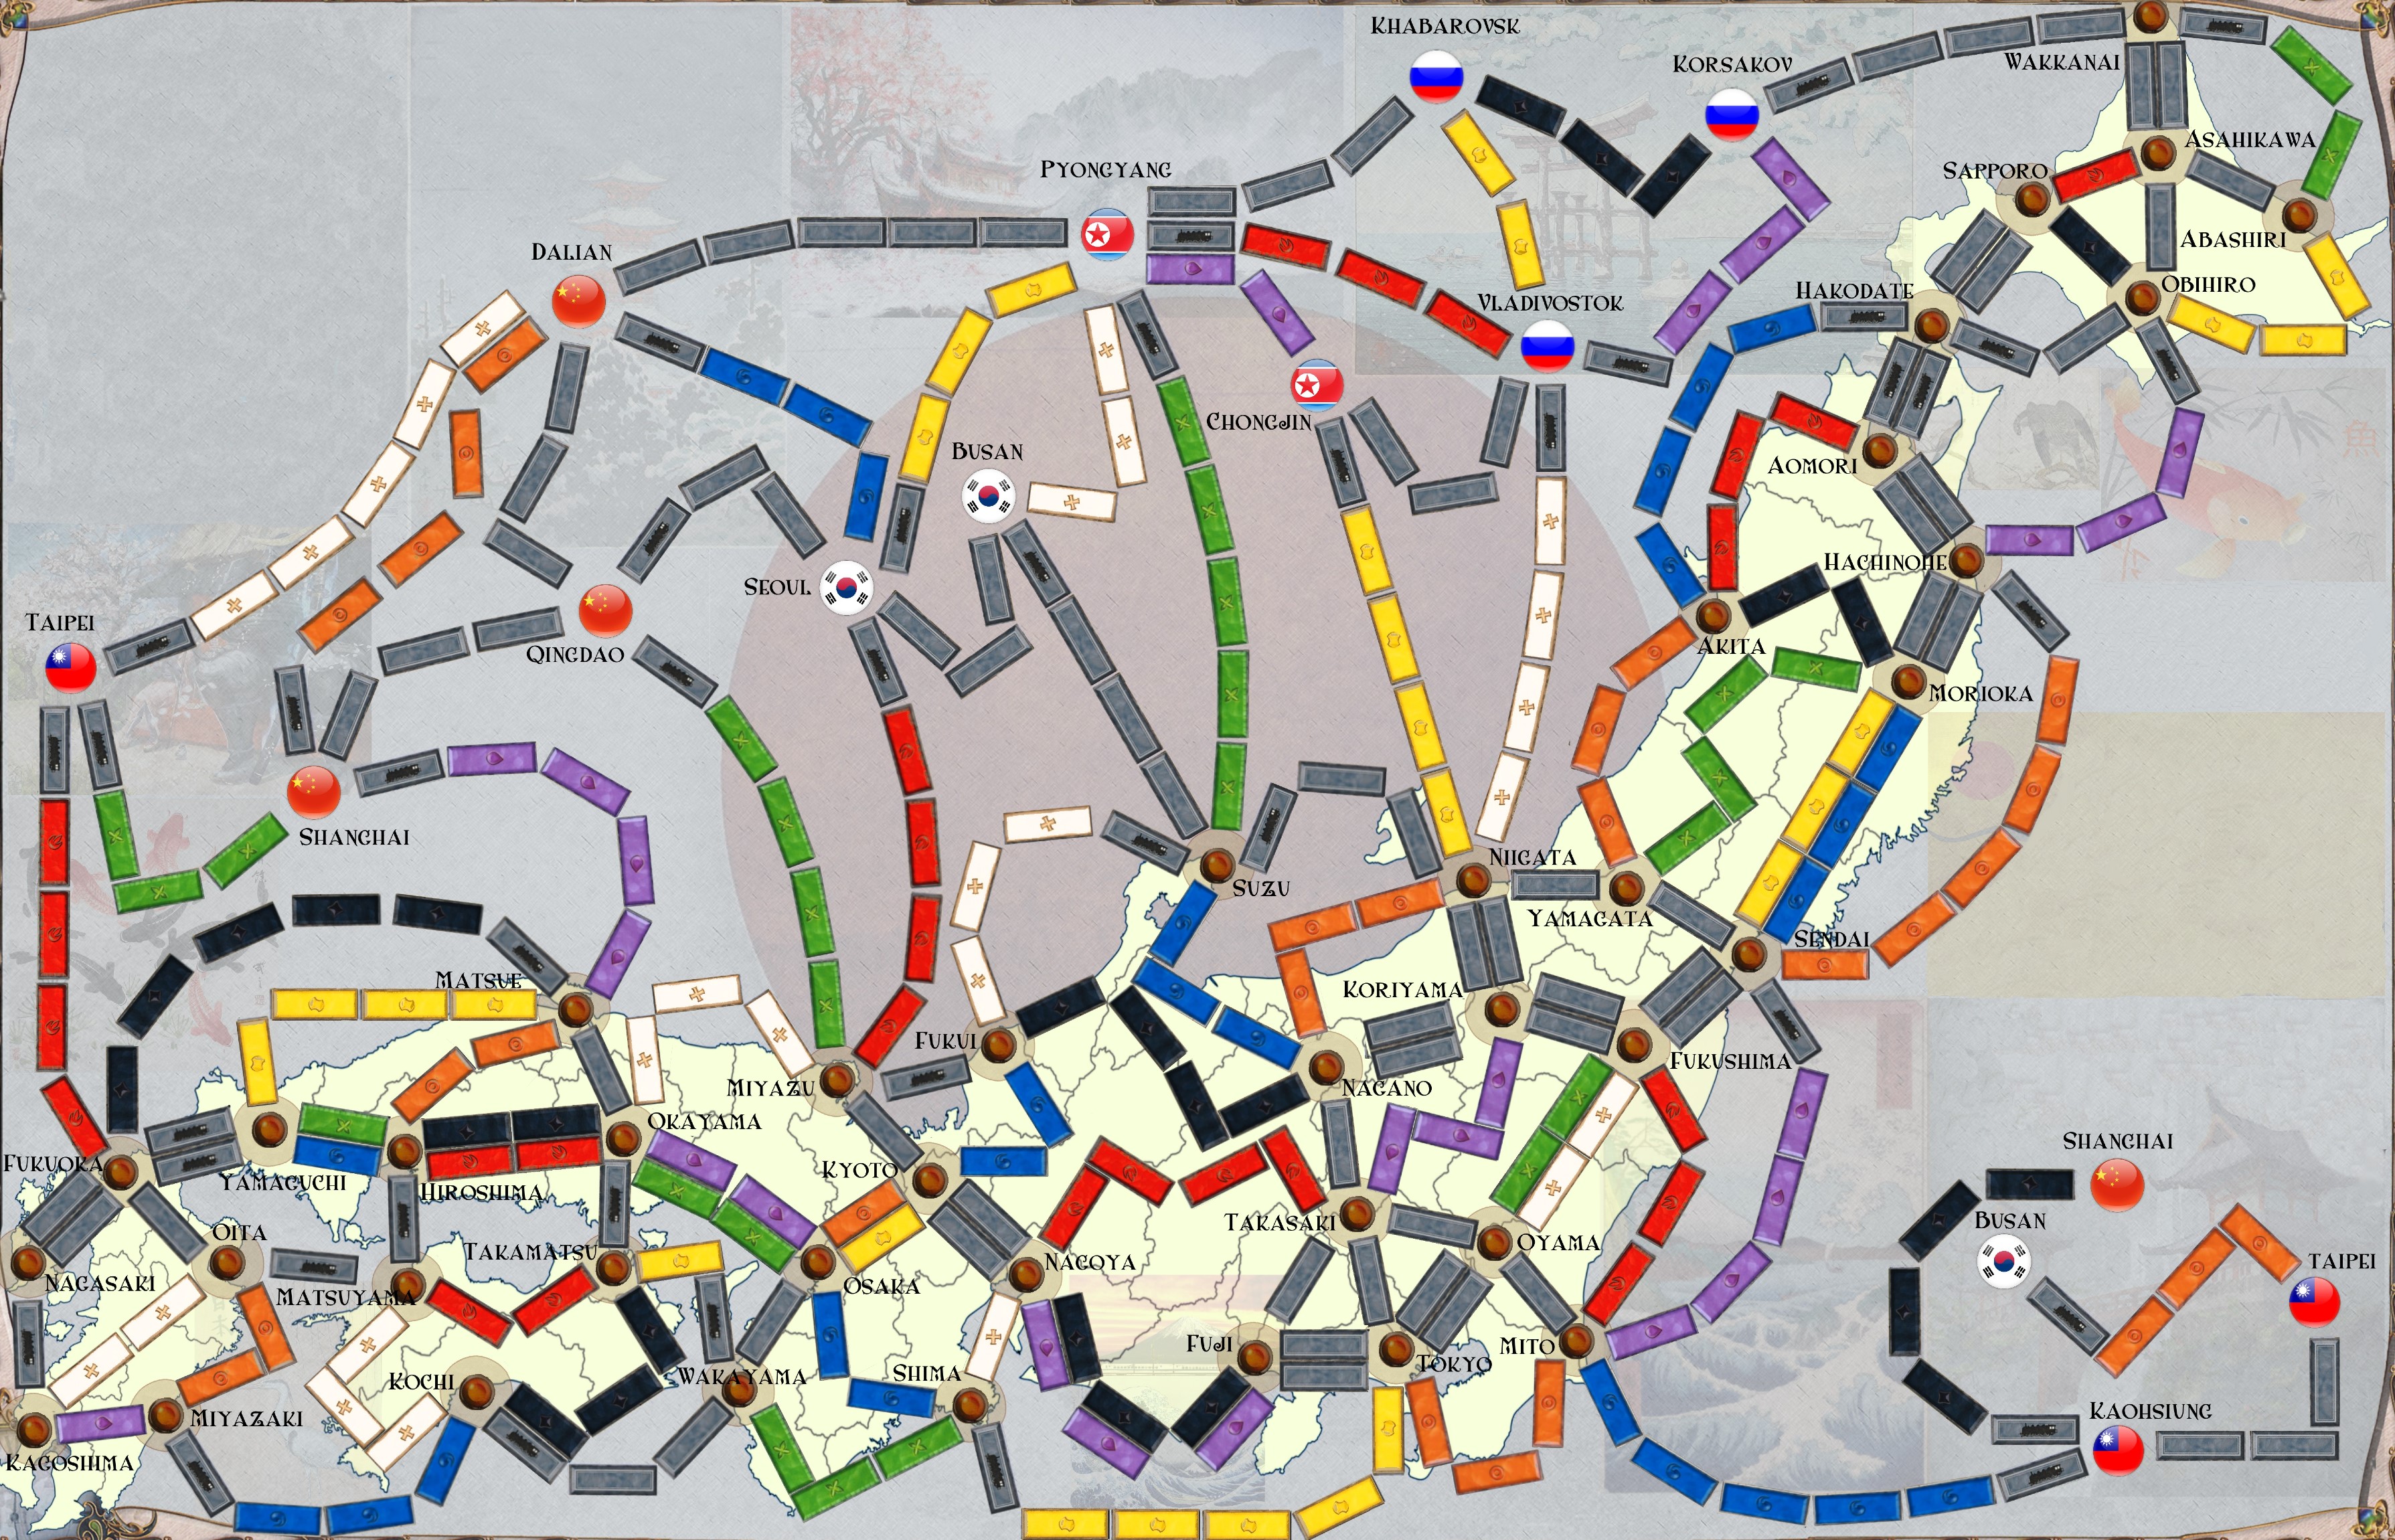 KHABAROVSK
KORSAKOV
WAKKANAI
ASAHIKAWA
SAPPORO
PYONGYANG
ABASHIRI
DALIAN
OBIHIRO
HAKODATE
VLADIVOSTOK
CHONGJIN
魚
BUSAN
AOMORI
HACHINOHE
SEOUL
TAIPEI
QINGDAO
AKITA
MORIOKA
SHANGHAI
NIIGATA
SUZU
YAMAGATA
SENDAI
MATSUE
KORIYAMA
FUKUI
FUKUSHIMA
MIYAZU
NAGANO
OKAYAMA
SHANGHAI
FUKUOKA
KYOTO
YAMAGUCHI
HIROSHIMA
BUSAN
TAKASAKI
OITA
OYAMA
TAKAMATSU
NAGOYA
TAIPEI
NAGASAKI
OSAKA
MATSUYAMA
FUJI
MITO
TOKYO
SHIMA
WAKAYAMA
KOCHI
MIYAZAKI
KAOHSIUNG
KAGOSHIMA